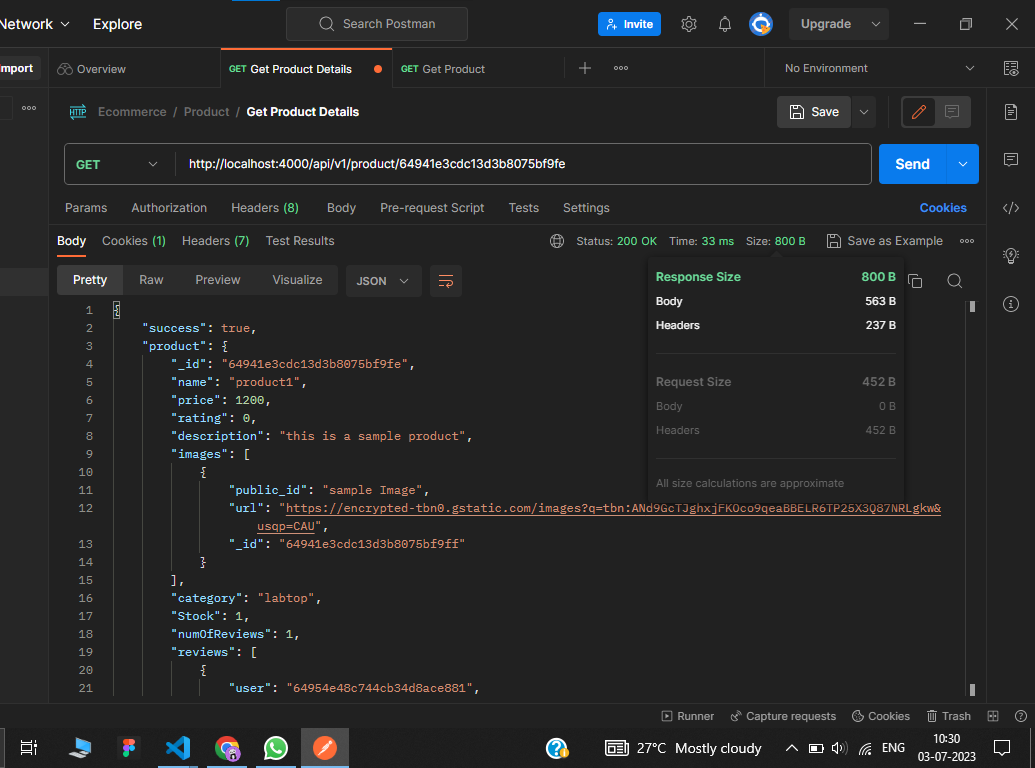 Network Explore Search Postman Invite Upgrade
mport Overview GET Get Product Details GET Get Product No Environment
HTTP Ecommerce / Product / Get Product Details Save
GET http://localhost:4000/api/v1/product/64941e3cdc13d3b8075bf9fe Send
Params Authorization Headers (8) Body Pre-request Script Tests Settings Cookies
Body Cookies (1) Headers (7) Test Results Status: 200 OK Time: 33 ms Size: 800 B Save as Example
Pretty Raw Preview Visualize JSON
Response Size 800 B
Body 563 B
Headers 237 B
Request Size 452 B
Body 0 B
Headers 452 B
All size calculations are approximate
1 {
2 "success": true,
3 "product": {
4 "_id": "64941e3cdc13d3b8075bf9fe",
5 "name": "product1",
6 "price": 1200,
7 "rating": 0,
8 "description": "this is a sample product",
9 "images": [
10 {
11 "public_id": "sample Image",
12 "url": "https://encrypted-tbn0.gstatic.com/images?q=tbn:ANd9GcTJghxjFKOco9qeaBBELR6TP25X3Q87NRLgkw&
usqp=CAU",
13 "_id": "64941e3cdc13d3b8075bf9ff"
14 }
15 ],
16 "category": "labtop",
17 "Stock": 1,
18 "numOfReviews": 1,
19 "reviews": [
20 {
21 "user": "64954e48c744cb34d8ace881",
Runner Capture requests Cookies Trash
27°C Mostly cloudy ENG 10:30
03-07-2023